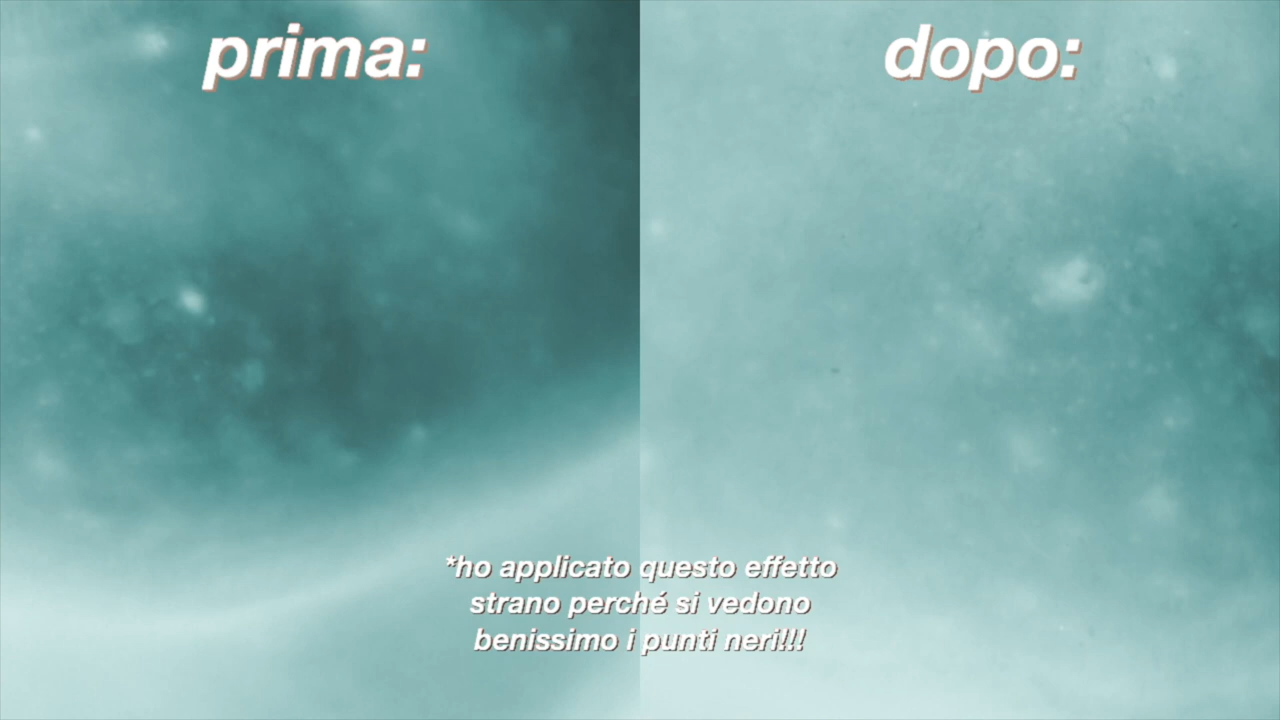 prima:
dopo:
*ho applicato questo effetto
strano perché si vedono
benissimo i punti neri!!!